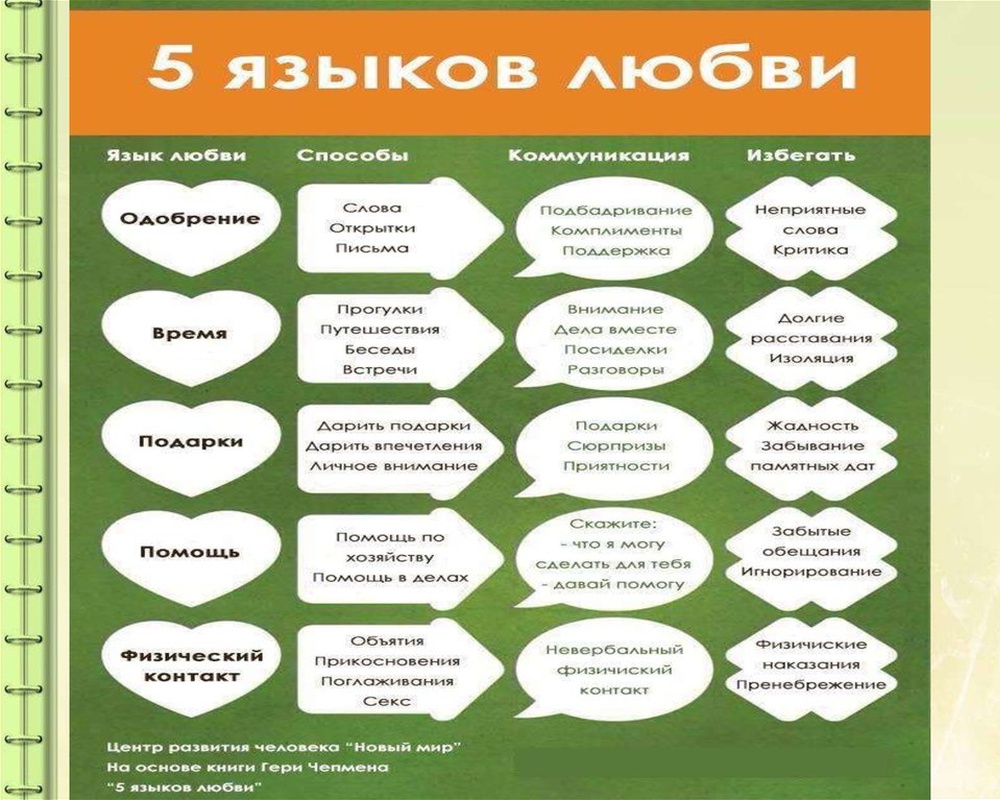 5 языков любви
Язык любви Способы Коммуникация Избегать
Одобрение
Слова
Открытки
Письма
Подбадривание
Комплименты
Поддержка
Неприятные
слова
Критика
Время
Прогулки
Путешествия
Беседы
Встречи
Внимание
Дела вместе
Посиделки
Разговоры
Долгие
расставания
Изоляция
Подарки
Дарить подарки
Дарить впечетления
Личное внимание
Подарки
Сюрпризы
Приятности
Жадность
Забывание
памятных дат
Помощь
Помощь по
хозяйству
Помощь в делах
Скажите:
- что я могу
сделать для тебя
- давай помогу
Забытые
обещания
Игнорирование
Физический
контакт
Объятия
Прикосновения
Поглаживания
Секс
Невербальный
физичиский
контакт
Физичиские
наказания
Пренебрежение
Центр развития человека “Новый мир”
На основе книги Гери Чепмена
“5 языков любви”